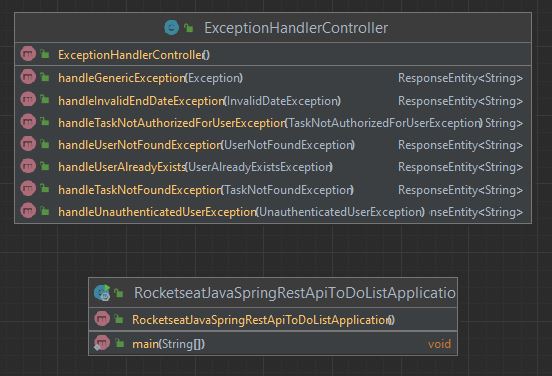 ExceptionHandlerController
ExceptionHandlerController()
handleGenericException(Exception) ResponseEntity<String>
handleInvalidEndDateException(InvalidDateException) ResponseEntity<String>
handleTaskNotAuthorizedForUserException(TaskNotAuthorizedForUserException) String>
handleUserNotFoundException(UserNotFoundException) ResponseEntity<String>
handleUserAlreadyExists(UserAlreadyExistsException) ResponseEntity<String>
handleTaskNotFoundException(TaskNotFoundException) ResponseEntity<String>
handleUnauthenticatedUserException(UnauthenticatedUserException) nseEntity<String>
RocketseatJavaSpringRestApiToDoListApplicatio
RocketseatJavaSpringRestApiToDoListApplication()
main(String[]) void